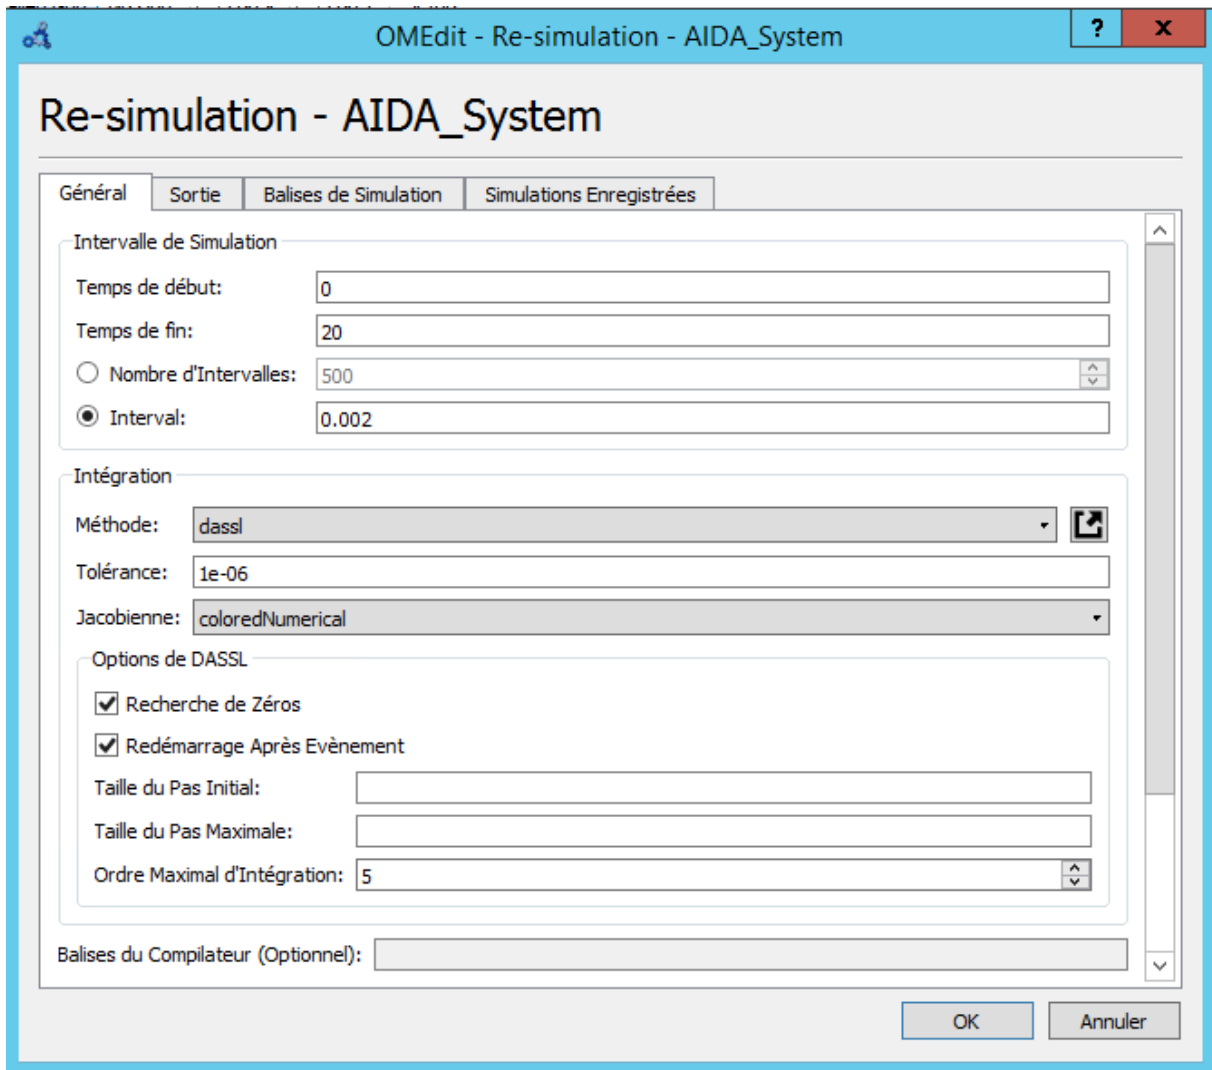 OMEdit - Re-simulation - AIDA_System
?
x
Re-simulation - AIDA_System
Général
Sortie
Balises de Simulation
Simulations Enregistrées
Intervalle de Simulation
Temps de début:
0
Temps de fin:
20
Nombre d'Intervalles:
500
Interval:
0.002
Intégration
Méthode:
dassl
Tolérance:
1e-06
Jacobienne:
coloredNumerical
Options de DASSL
Recherche de Zéros
Redémarrage Après Evènement
Taille du Pas Initial:
Taille du Pas Maximale:
Ordre Maximal d'Intégration:
5
Balises du Compilateur (Optionnel):
OK
Annuler